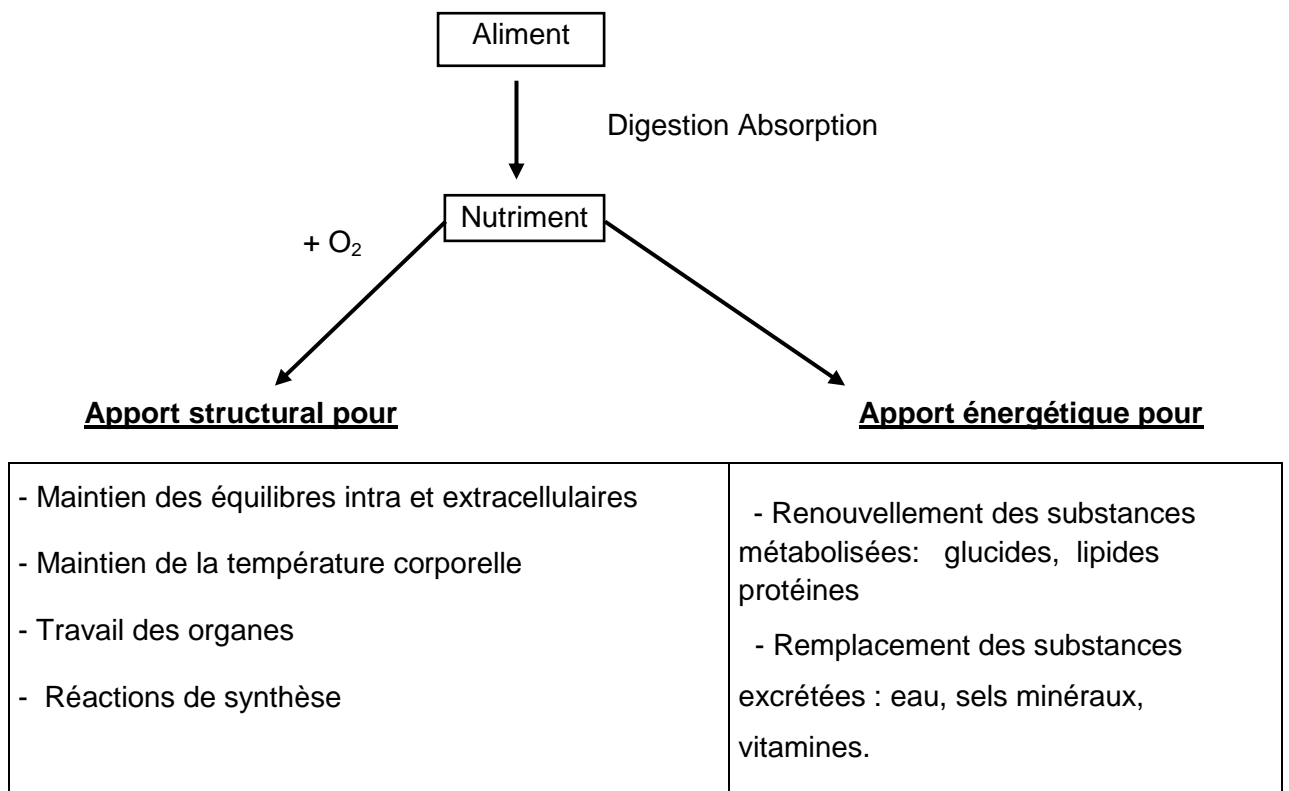 Aliment
Digestion Absorption
Nutriment
+ O₂
Apport structural pour
Apport énergétique pour
- Maintien des équilibres intra et extracellulaires
- Maintien de la température corporelle
- Travail des organes
- Réactions de synthèse
- Renouvellement des substances
métabolisées: glucides, lipides
protéines
- Remplacement des substances
excrétées : eau, sels minéraux,
vitamines.